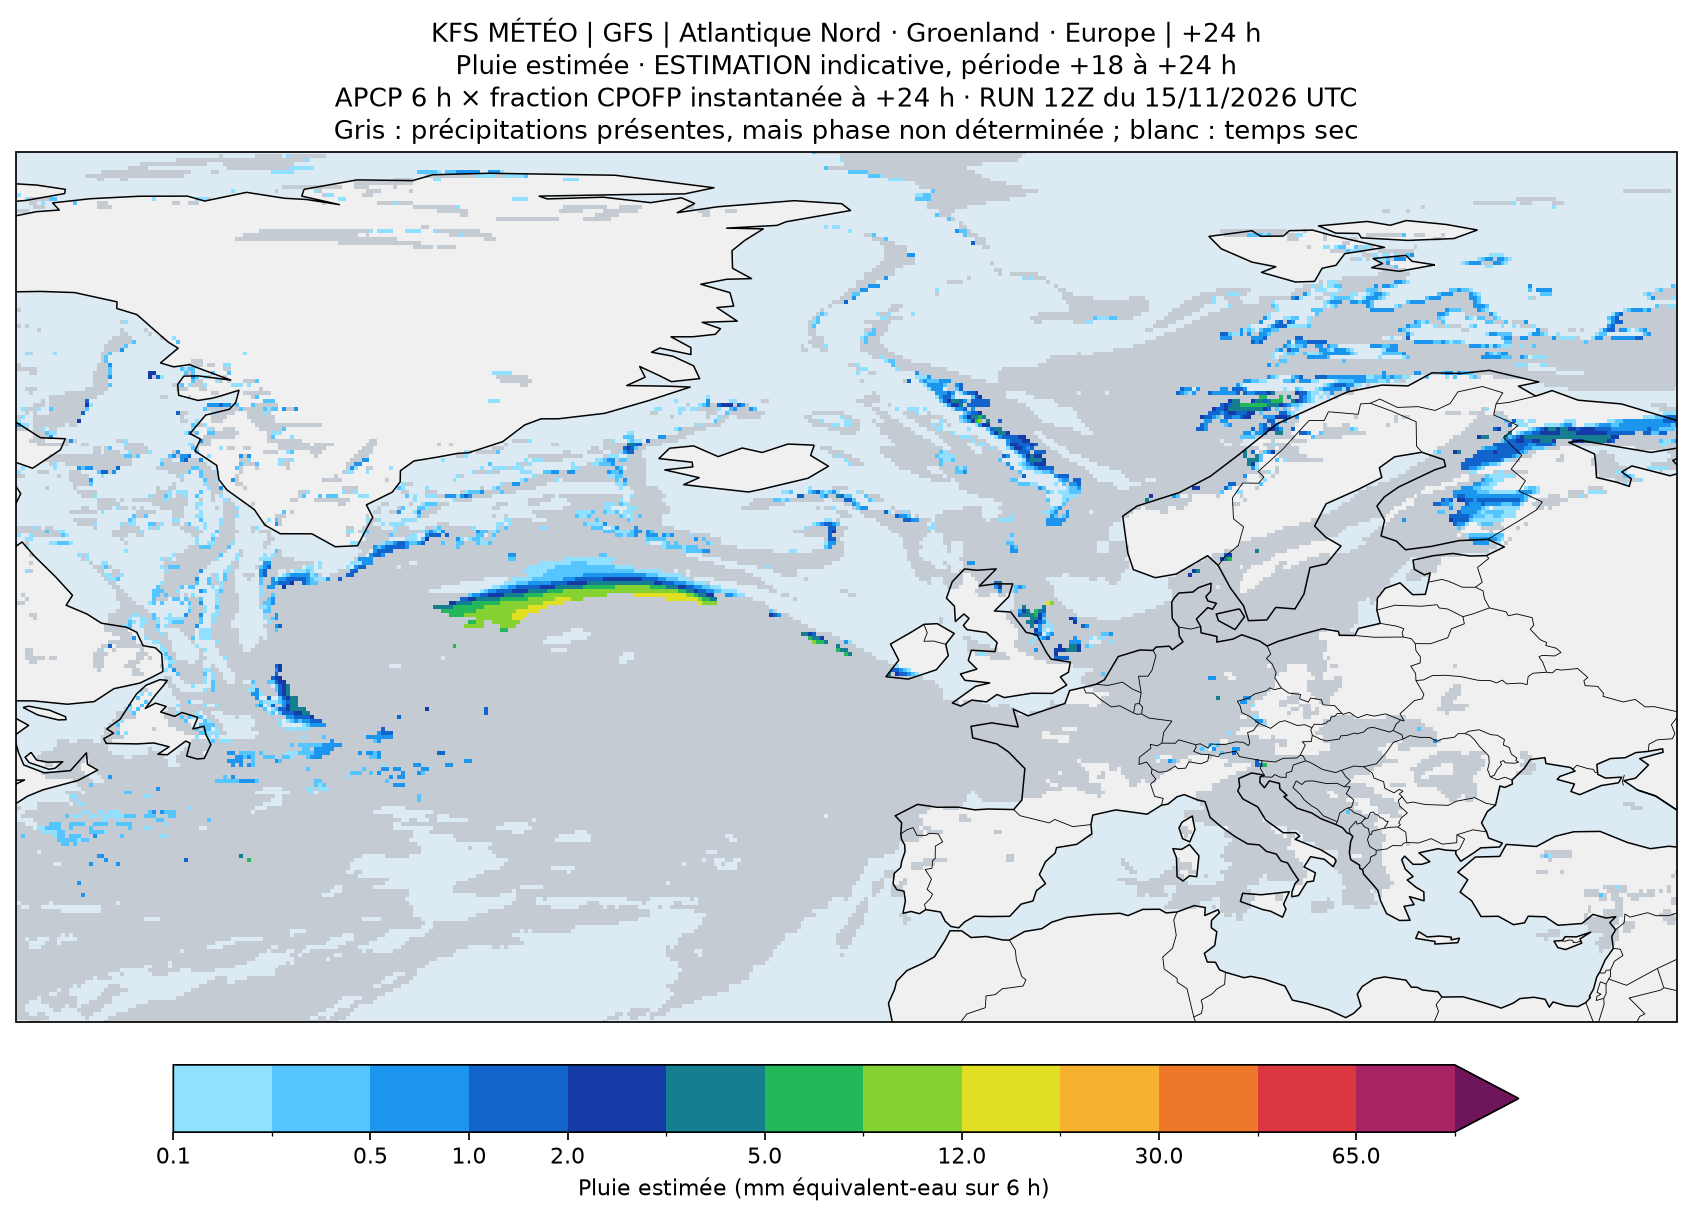 KFS MÉTÉO | GFS | Atlantique Nord · Groenland · Europe | +24 h
Pluie estimée · ESTIMATION indicative, période +18 à +24 h
APCP 6 h × fraction CPOFP instantanée à +24 h · RUN 12Z du 15/11/2026 UTC
Gris : précipitations présentes, mais phase non déterminée ; blanc : temps sec
0.1 0.5 1.0 2.0 5.0 12.0 30.0 65.0
Pluie estimée (mm équivalent-eau sur 6 h)